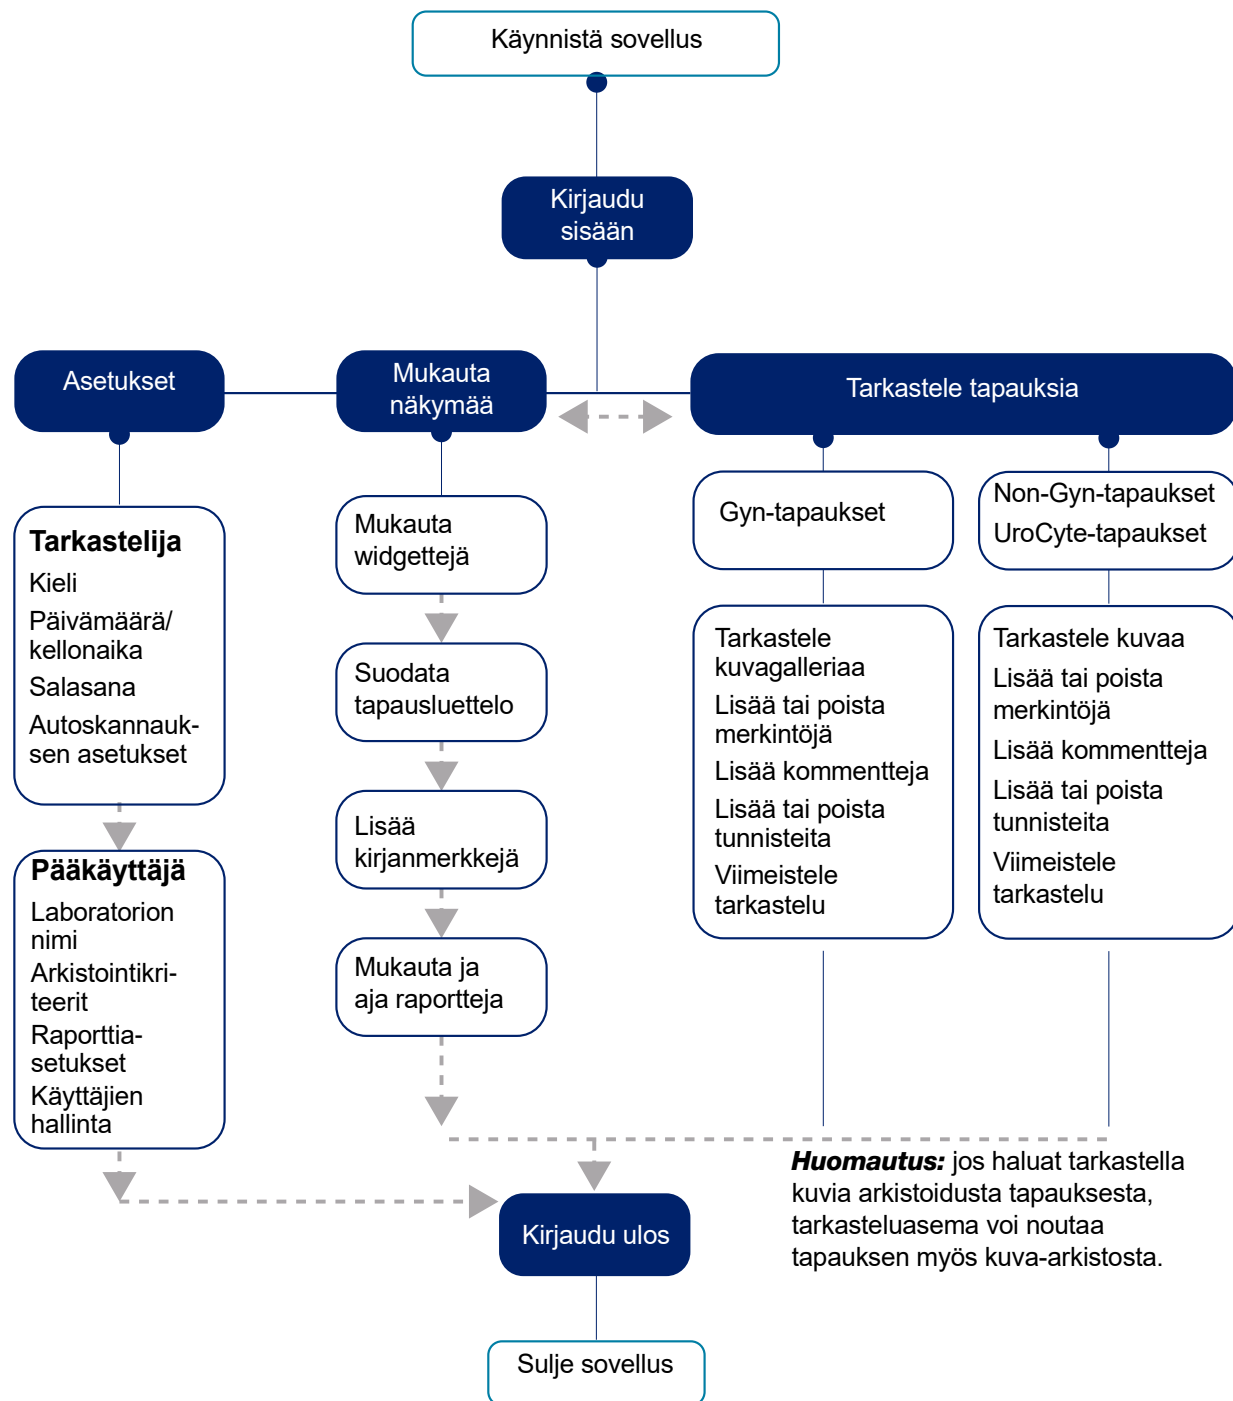 Käynnistä sovellus
Kirjaudu
sisään
Asetukset
Mukauta
näkymää
Tarkastele tapauksia
Tarkastelija
Kieli
Päivämäärä/
kellonaika
Salasana
Autoskannauk-
sen asetukset
Pääkäyttäjä
Laboratorion
nimi
Arkistointikri-
teerit
Raporttia-
setukset
Käyttäjien
hallinta
Mukauta
widgettejä
Suodata
tapausluettelo
Lisää
kirjanmerkkejä
Mukauta ja
aja raportteja
Gyn-tapaukset
Tarkastele
kuvagalleriaa
Lisää tai poista
merkintöjä
Lisää kommentteja
Lisää tai poista
tunnisteita
Viimeistele
tarkastelu
Non-Gyn-tapaukset
UroCyte-tapaukset
Tarkastele kuvaa
Lisää tai poista
merkintöjä
Lisää kommentteja
Lisää tai poista
tunnisteita
Viimeistele
tarkastelu
Huomautus: jos haluat tarkastella
kuvia arkistoidusta tapauksesta,
tarkasteluasema voi noutaa
tapauksen myös kuva-arkistosta.
Kirjaudu ulos
Sulje sovellus